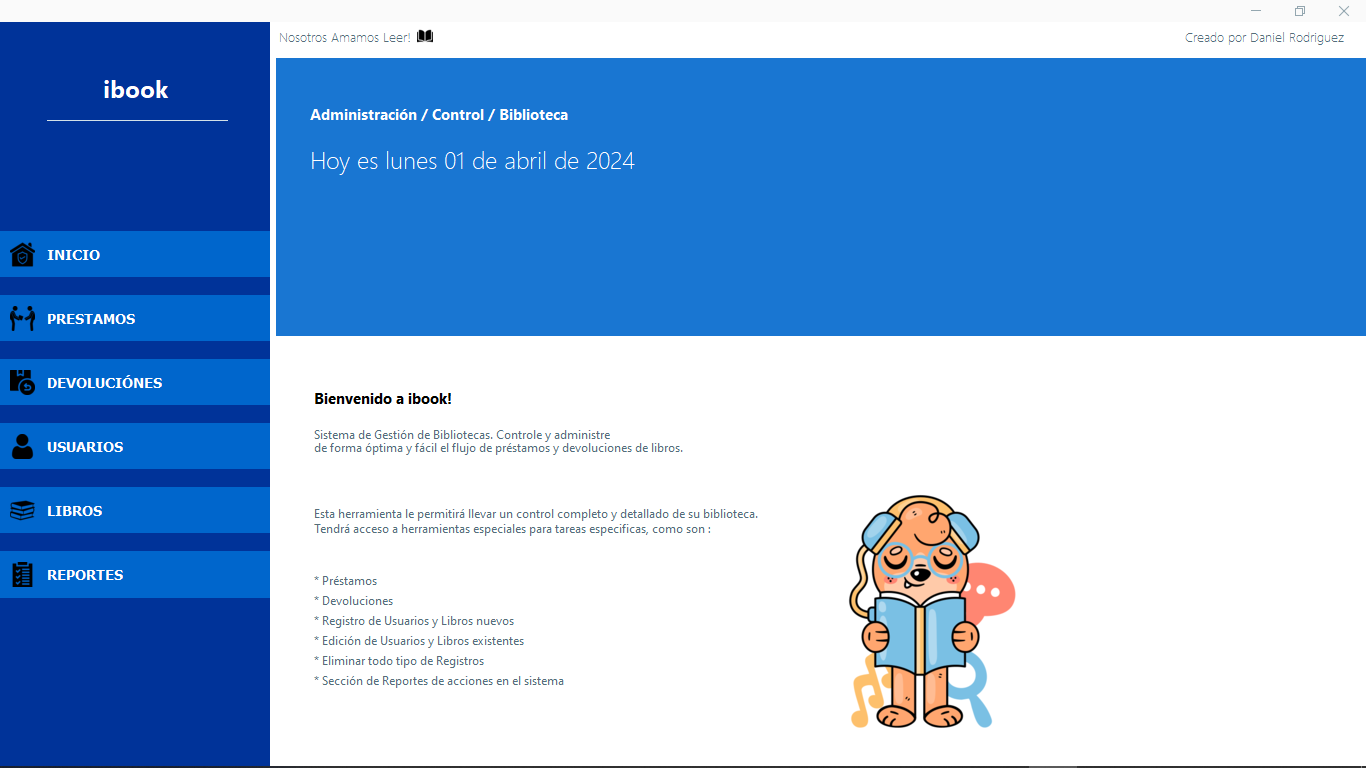 Nosotros Amamos Leer!
Creado por Daniel Rodriguez
ibook
INICIO
PRESTAMOS
DEVOLUCIÓNES
USUARIOS
LIBROS
REPORTES
Administración / Control / Biblioteca
Hoy es lunes 01 de abril de 2024
Bienvenido a ibook!
Sistema de Gestión de Bibliotecas. Controle y administre
de forma óptima y fácil el flujo de préstamos y devoluciones de libros.
Esta herramienta le permitirá llevar un control completo y detallado de su biblioteca.
Tendrá acceso a herramientas especiales para tareas especificas, como son :
* Préstamos
* Devoluciones
* Registro de Usuarios y Libros nuevos
* Edición de Usuarios y Libros existentes
* Eliminar todo tipo de Registros
* Sección de Reportes de acciones en el sistema